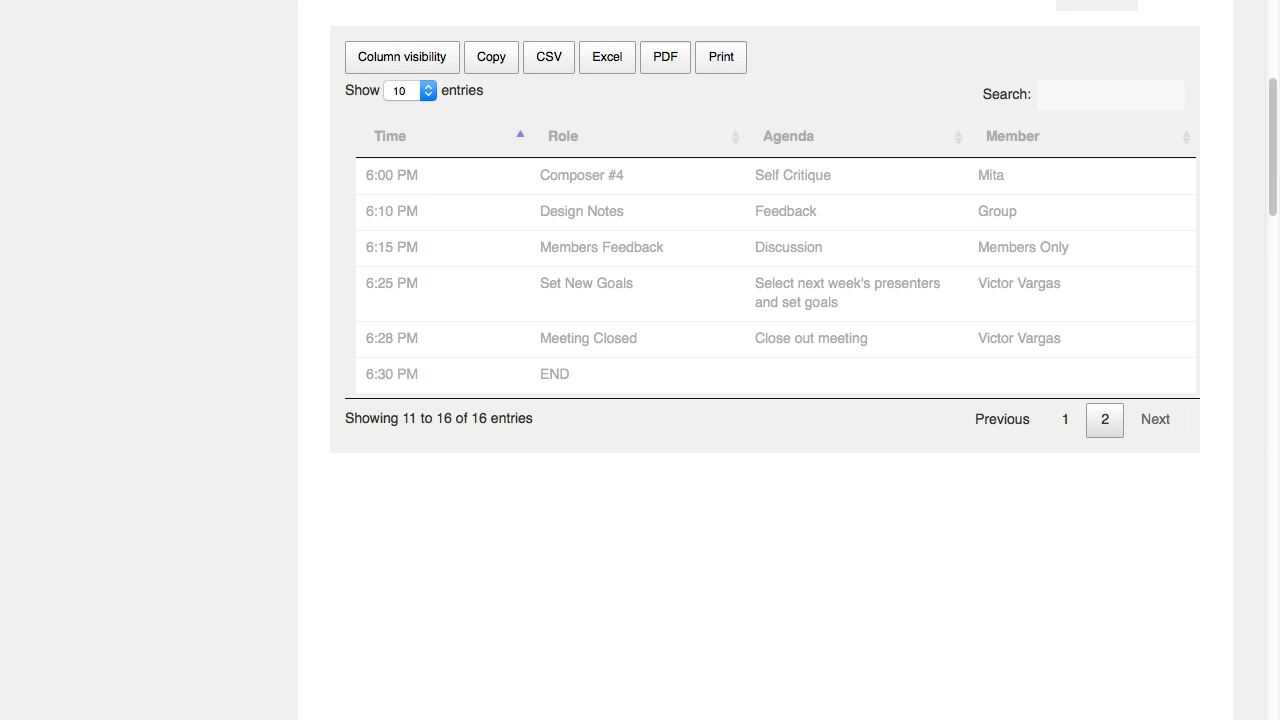 Column visibility Copy CSV Excel PDF Print
Show 10 entries
Search:
Time Role Agenda Member
6:00 PM Composer #4 Self Critique Mita
6:10 PM Design Notes Feedback Group
6:15 PM Members Feedback Discussion Members Only
6:25 PM Set New Goals Select next week's presenters Victor Vargas
and set goals
6:28 PM Meeting Closed Close out meeting Victor Vargas
6:30 PM END
Showing 11 to 16 of 16 entries Previous 1 2 Next